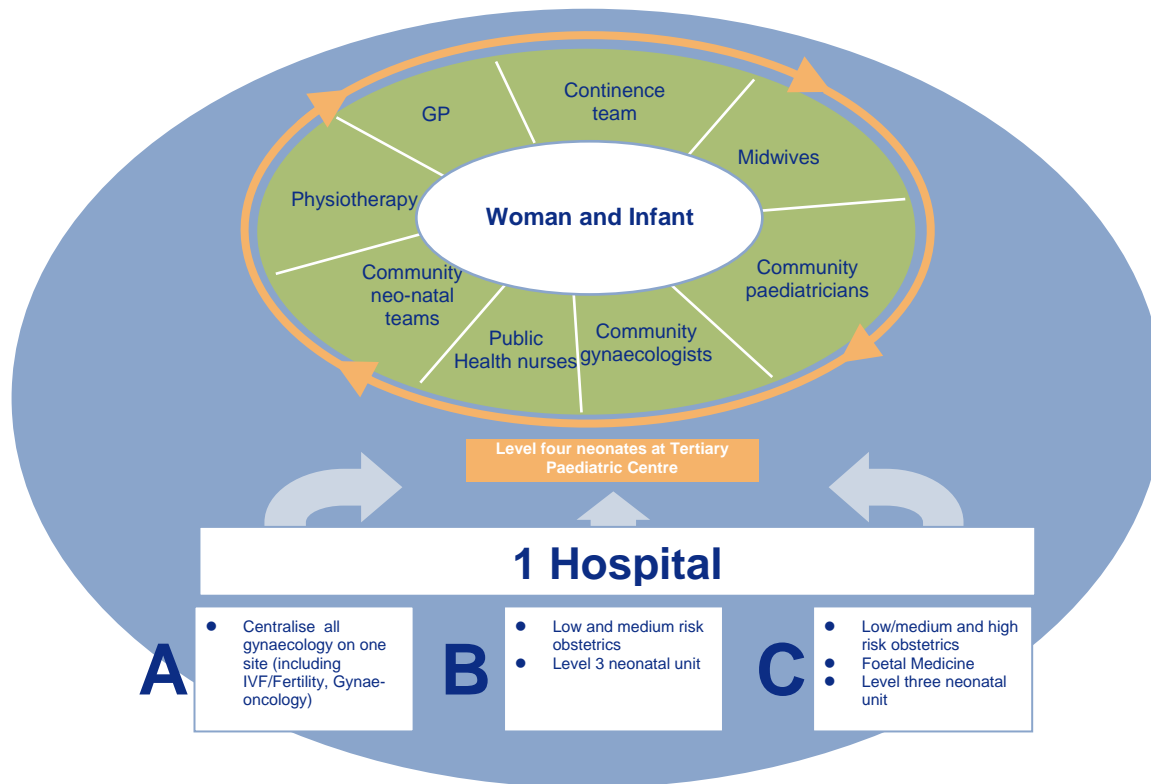 GP
Continence
team
Midwives
Physiotherapy
Woman and Infant
Community
neo-natal
teams
Community
paediatricians
Public
Health nurses
Community
gynaecologists
Level four neonates at Tertiary
Paediatric Centre
1 Hospital
A
● Centralise all
gynaecology on one
site (including
IVF/Fertility, Gynae-
oncology)
B
● Low and medium risk
obstetrics
● Level 3 neonatal unit
C
● Low/medium and high
risk obstetrics
● Foetal Medicine
● Level three neonatal
unit